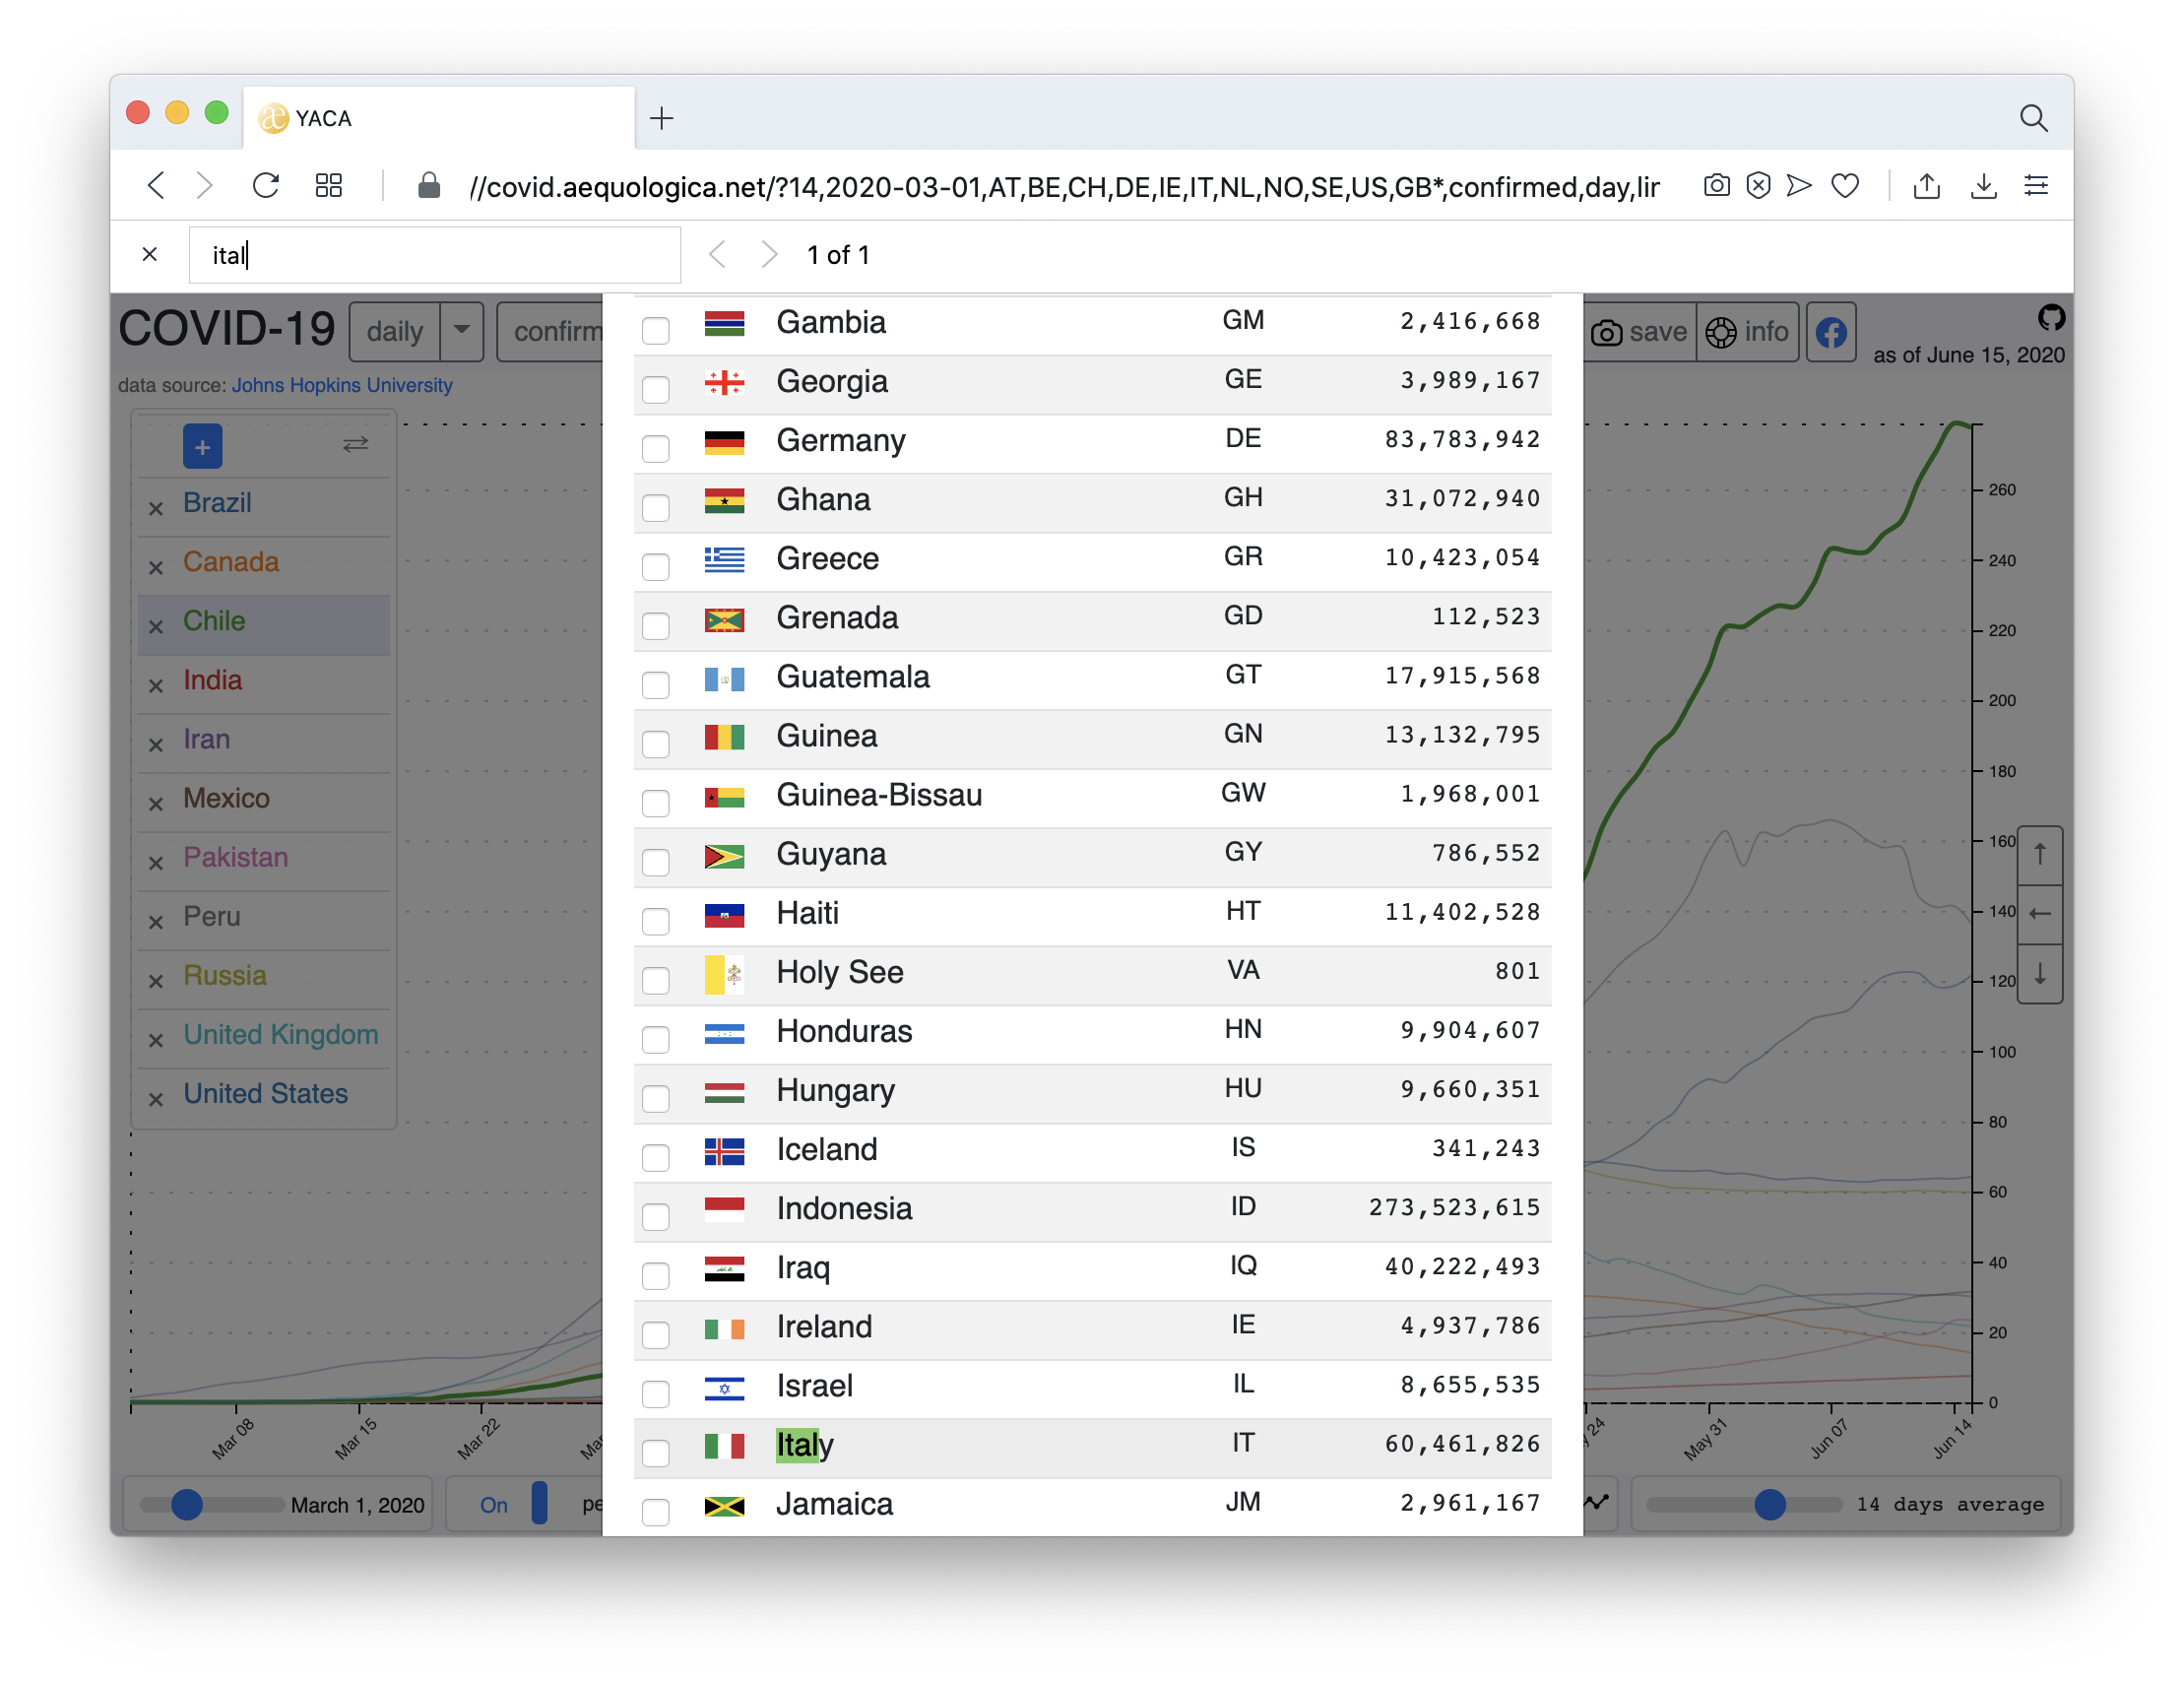 YACA
//covid.aequologica.net/?14,2020-03-01,AT,BE,CH,DE,IE,IT,NL,NO,SE,US,GB*,confirmed,day,lir
ital
1 of 1
COVID-19 daily confirm
save info
as of June 15, 2020
data source: Johns Hopkins University
+
Brazil
Canada
Chile
India
Iran
Mexico
Pakistan
Peru
Russia
United Kingdom
United States
Gambia GM 2,416,668
Georgia GE 3,989,167
Germany DE 83,783,942
Ghana GH 31,072,940
Greece GR 10,423,054
Grenada GD 112,523
Guatemala GT 17,915,568
Guinea GN 13,132,795
Guinea-Bissau GW 1,968,001
Guyana GY 786,552
Haiti HT 11,402,528
Holy See VA 801
Honduras HN 9,904,607
Hungary HU 9,660,351
Iceland IS 341,243
Indonesia ID 273,523,615
Iraq IQ 40,222,493
Ireland IE 4,937,786
Israel IL 8,655,535
Italy IT 60,461,826
Jamaica JM 2,961,167
260
240
220
200
180
160
140
120
100
80
60
40
20
0
Mar 08
Mar 15
Mar 22
Mar
y 24
May 31
Jun 07
Jun 14
March 1, 2020
On pe
14 days average